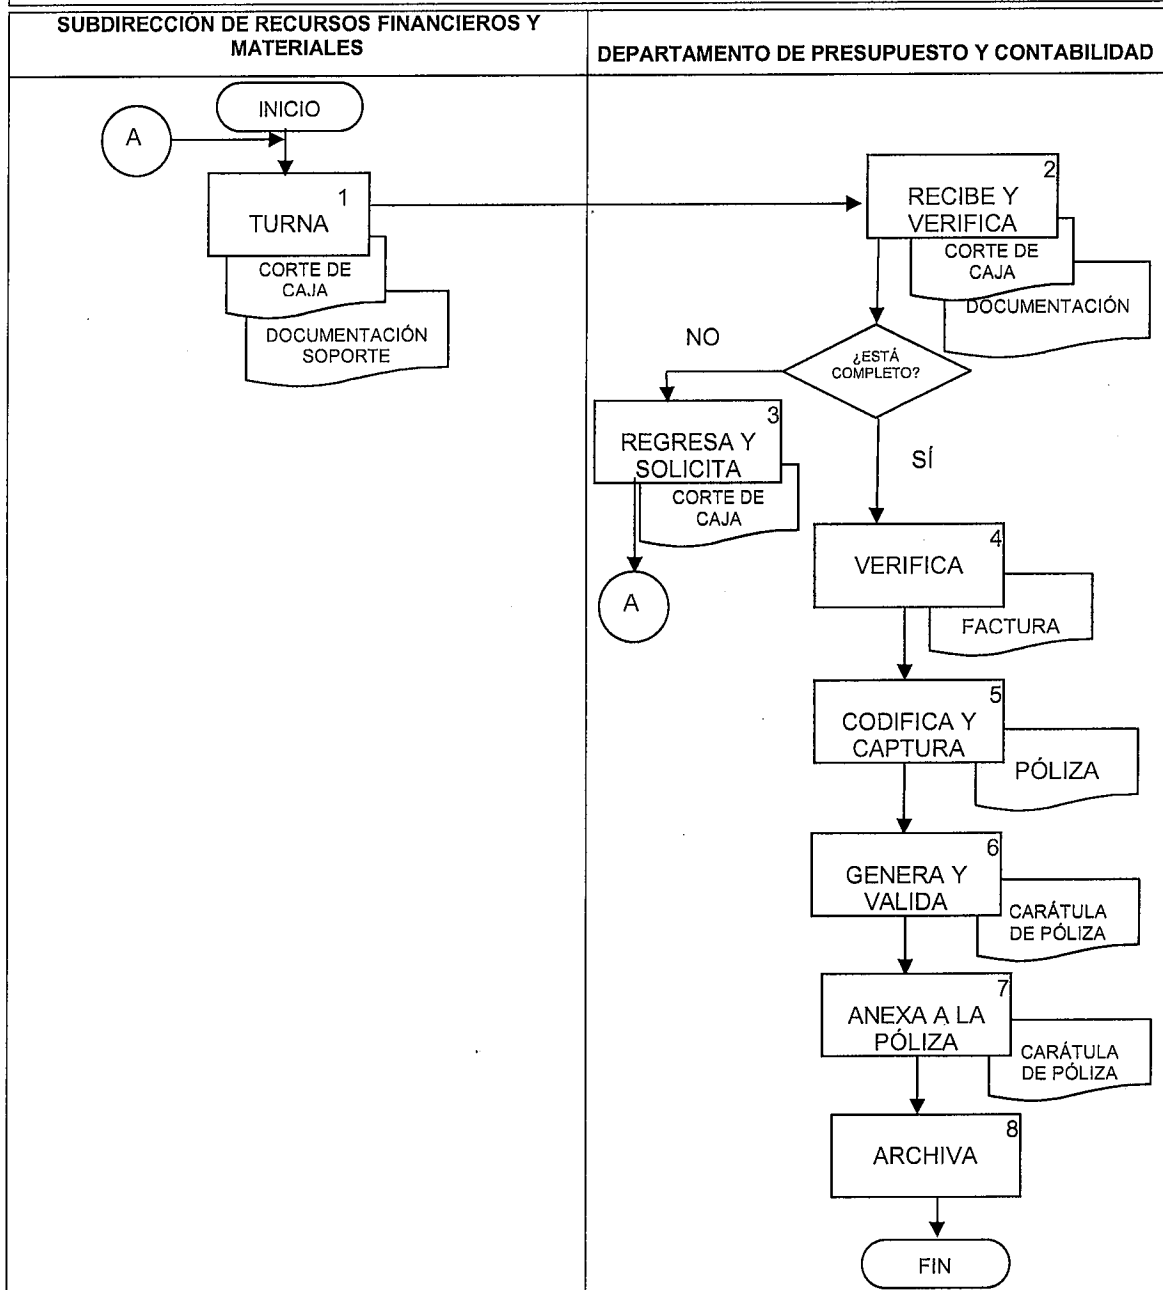 SUBDIRECCIÓN DE RECURSOS FINANCIEROS Y
MATERIALES
DEPARTAMENTO DE PRESUPUESTO Y CONTABILIDAD
INICIO
A
1
TURNA
CORTE DE
CAJA
DOCUMENTACIÓN
SOPORTE
2
RECIBE Y
VERIFICA
CORTE DE
CAJA
DOCUMENTACIÓN
¿ESTÁ
COMPLETO?
NO
3
REGRESA Y
SOLICITA
CORTE DE
CAJA
A
SÍ
4
VERIFICA
FACTURA
5
CODIFICA Y
CAPTURA
PÓLIZA
6
GENERA Y
VALIDA
CARÁTULA
DE PÓLIZA
7
ANEXA A LA
PÓLIZA
CARÁTULA
DE PÓLIZA
8
ARCHIVA
FIN